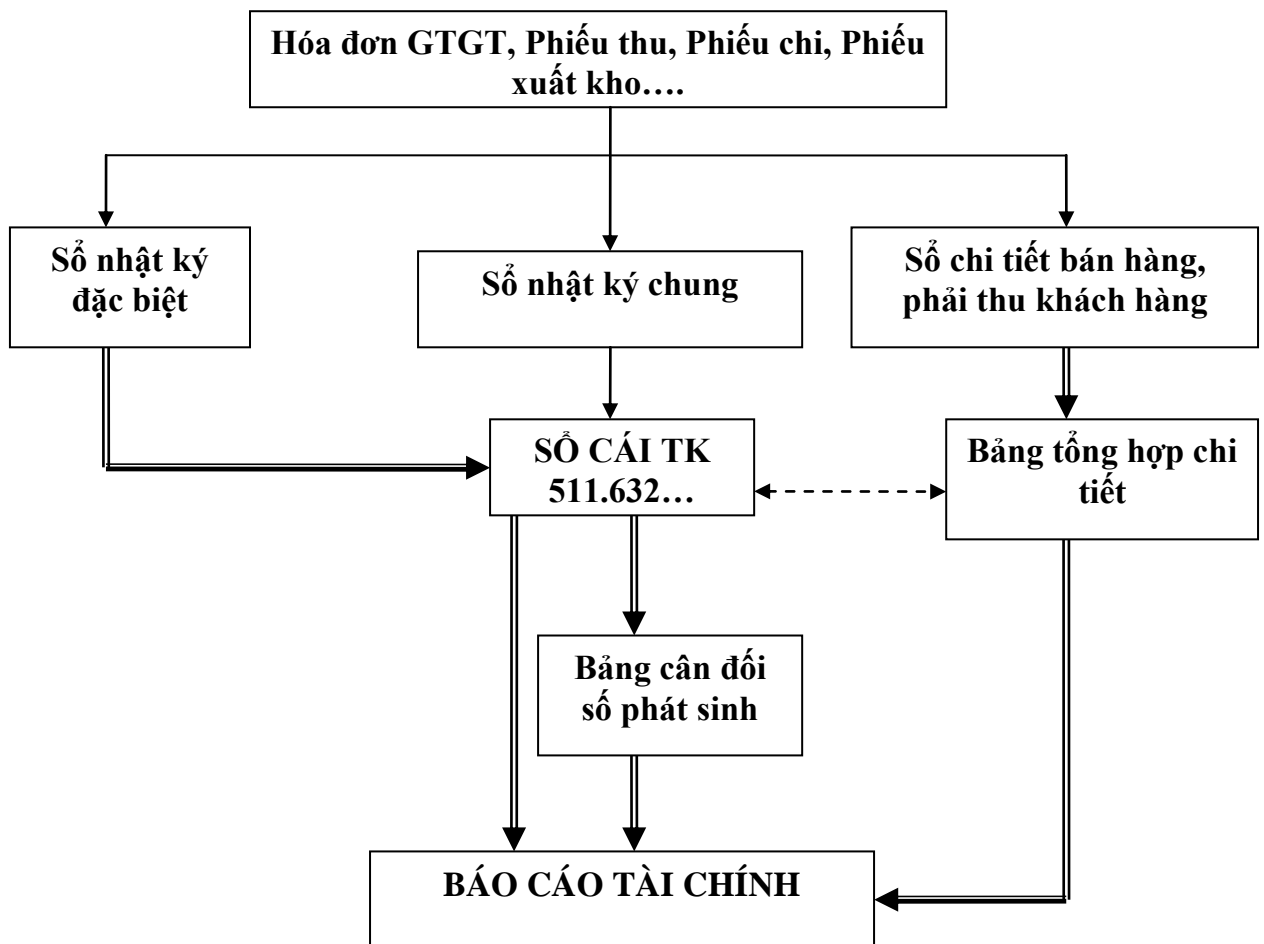 Hóa đơn GTGT, Phiếu thu, Phiếu chi, Phiếu
xuất kho….
Sổ nhật ký
đặc biệt
Sổ nhật ký chung
Sổ chi tiết bán hàng,
phải thu khách hàng
SỔ CÁI TK
511.632…
Bảng tổng hợp chi
tiết
Bảng cân đối
số phát sinh
BÁO CÁO TÀI CHÍNH